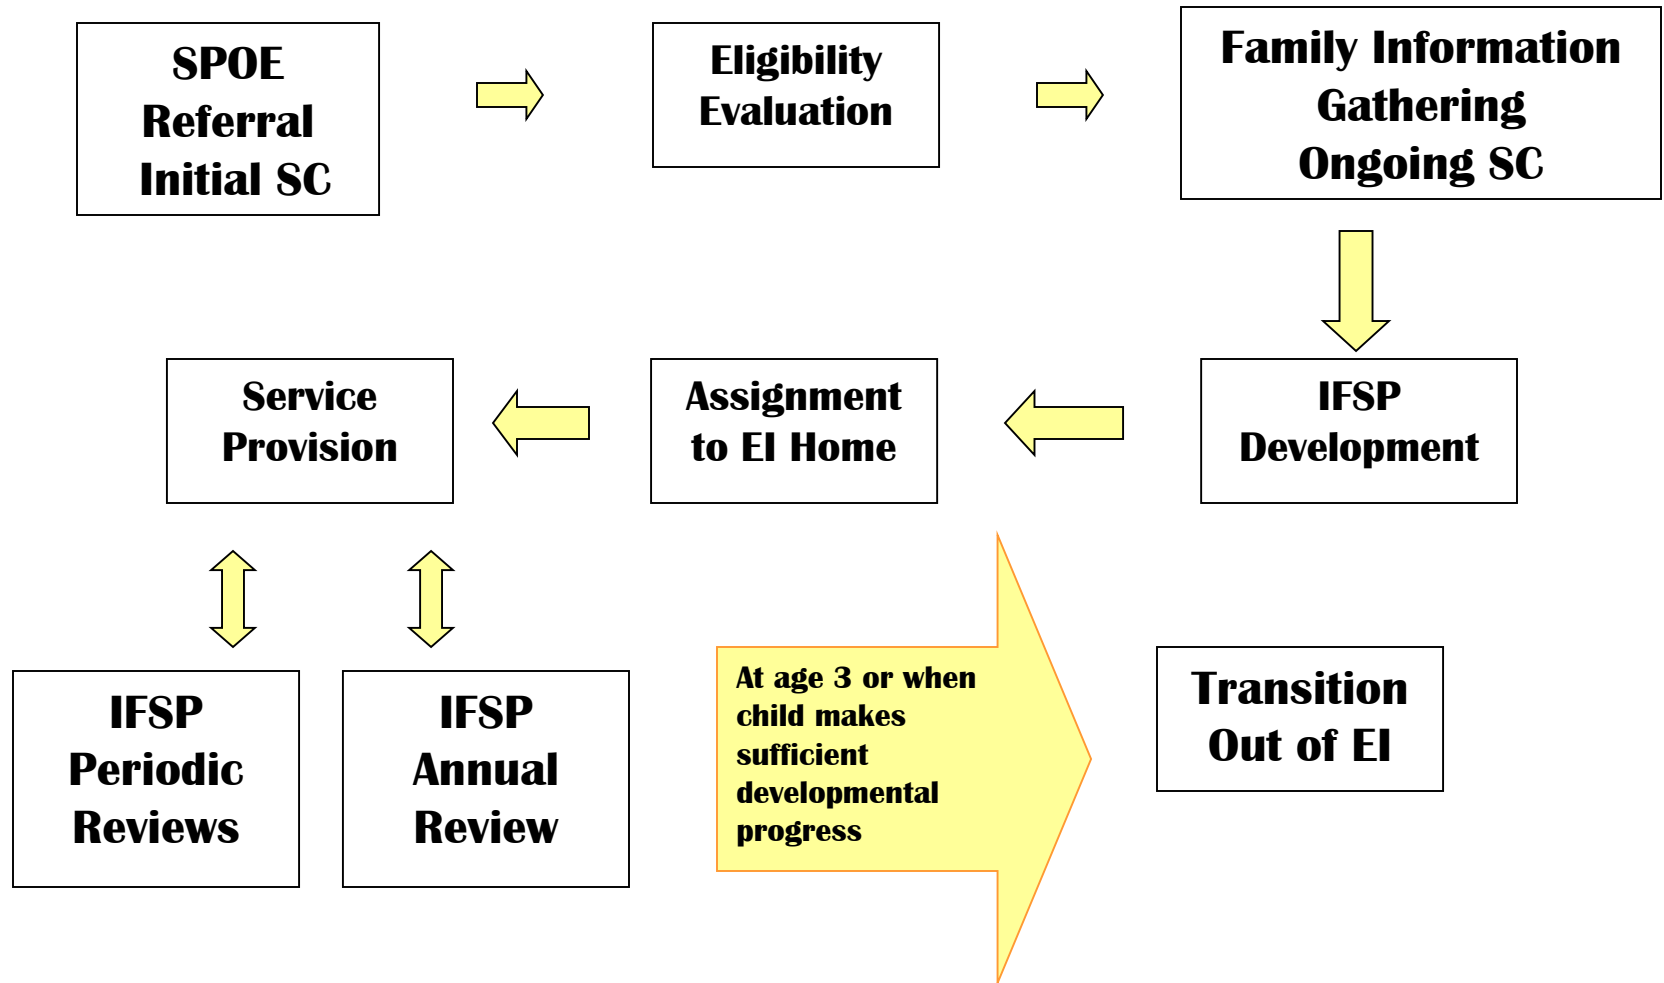 SPOE
Referral
Initial SC
Eligibility
Evaluation
Family Information
Gathering
Ongoing SC
Service
Provision
Assignment
to EI Home
IFSP
Development
IFSP
Periodic
Reviews
IFSP
Annual
Review
At age 3 or when
child makes
sufficient
developmental
progress
Transition
Out of EI